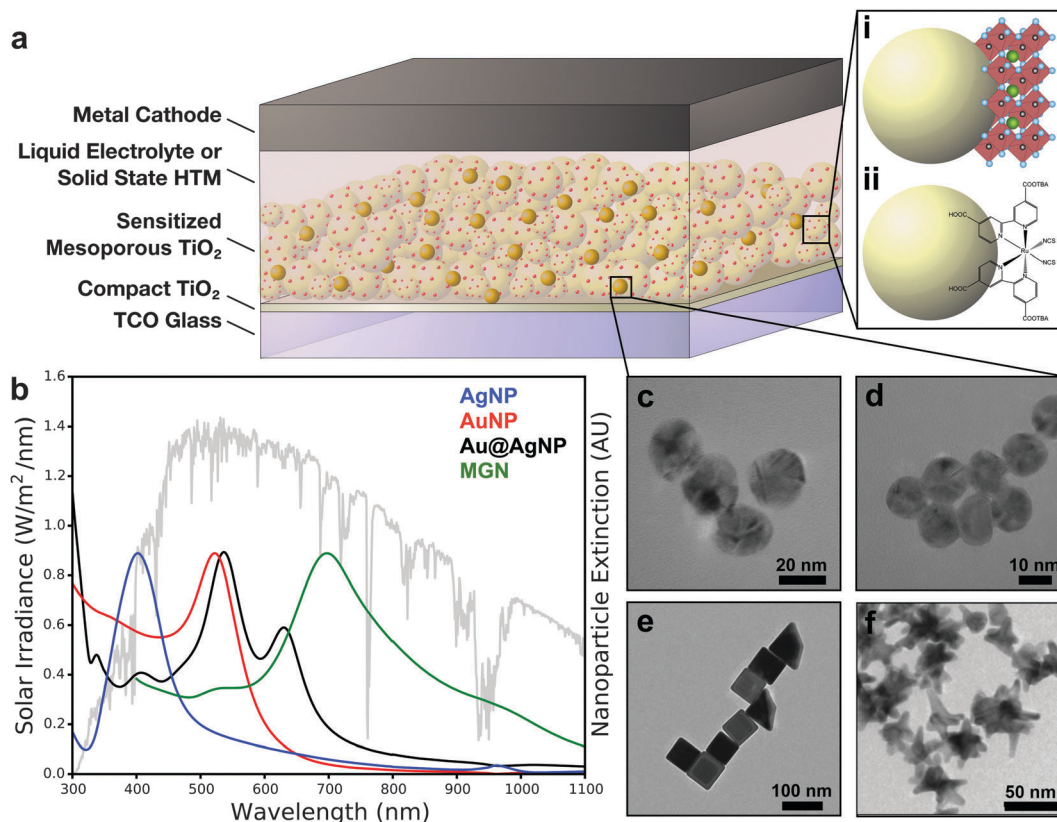 a
Metal Cathode
Liquid Electrolyte or
Solid State HTM
Sensitized
Mesoporous TiO₂
Compact TiO₂
TCO Glass
i
ii
COOTBA
HOOC
N
N
NCS
Ru
NCS
N
N
HOOC
COOTBA
b
AgNP
AuNP
Au@AgNP
MGN
Solar Irradiance (W/m²/nm)
1.6
1.4
1.2
1.0
0.8
0.6
0.4
0.2
0.0
300 400 500 600 700 800 900 1000 1100
Wavelength (nm)
Nanoparticle Extinction (AU)
c
20 nm
d
10 nm
e
100 nm
f
50 nm